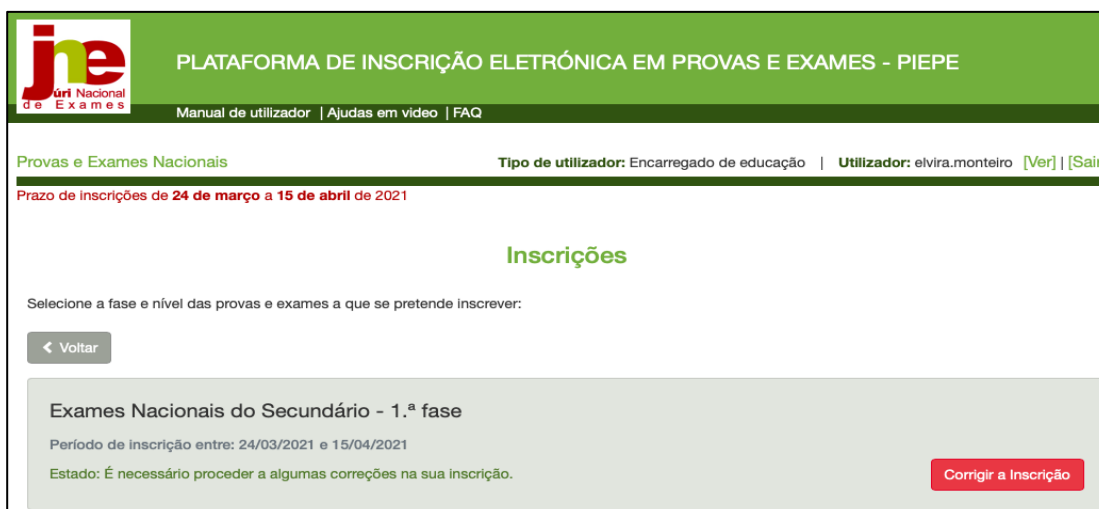 jne
Júri Nacional
de Exames
PLATAFORMA DE INSCRIÇÃO ELETRÓNICA EM PROVAS E EXAMES - PIEPE
Manual de utilizador | Ajudas em video | FAQ
Provas e Exames Nacionais Tipo de utilizador: Encarregado de educação | Utilizador: elvira.monteiro [Ver] | [Sair
Prazo de inscrições de 24 de março a 15 de abril de 2021
Inscrições
Selecione a fase e nível das provas e exames a que se pretende inscrever:
Voltar
Exames Nacionais do Secundário - 1.ª fase
Período de inscrição entre: 24/03/2021 e 15/04/2021
Estado: É necessário proceder a algumas correções na sua inscrição. Corrigir a Inscrição